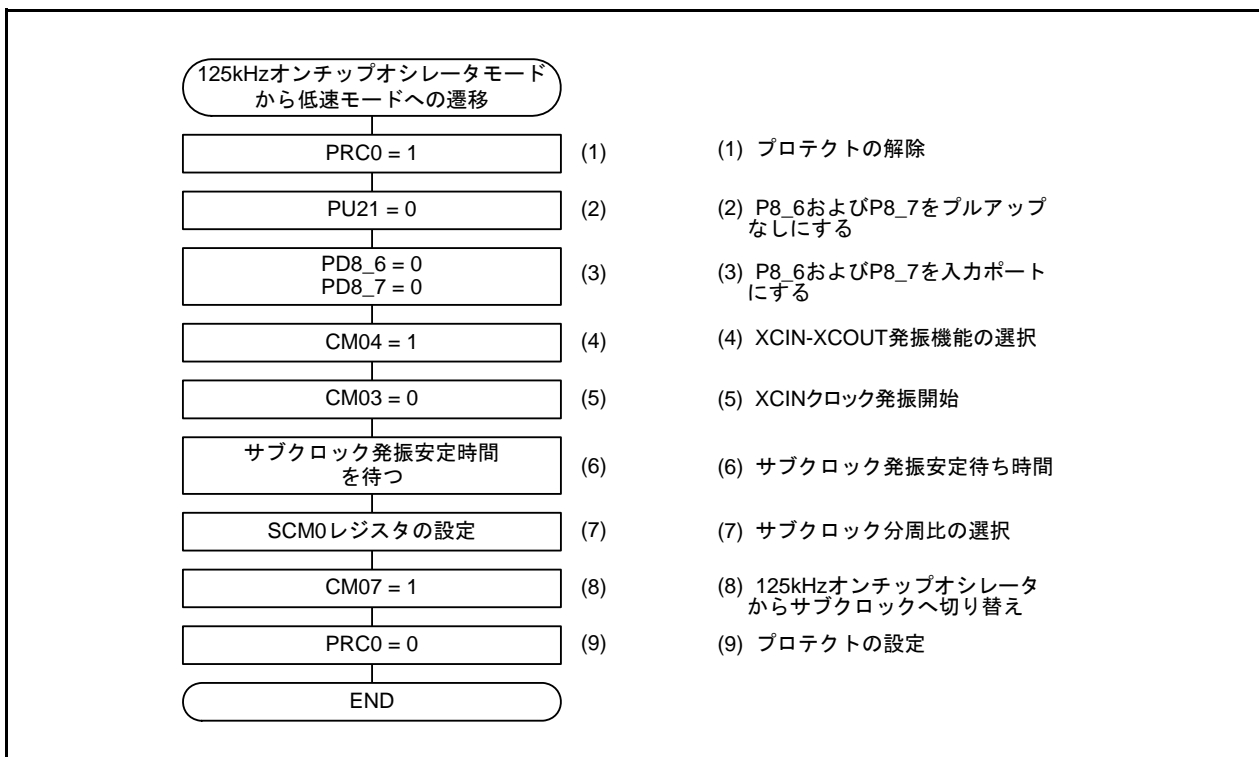 125kHzオンチップオシレータモード
から低速モードへの遷移
PRC0 = 1
(1)
(1) プロテクトの解除
PU21 = 0
(2)
(2) P8_6およびP8_7をプルアップ
なしにする
PD8_6 = 0
PD8_7 = 0
(3)
(3) P8_6およびP8_7を入力ポート
にする
CM04 = 1
(4)
(4) XCIN-XCOUT発振機能の選択
CM03 = 0
(5)
(5) XCINクロック発振開始
サブクロック発振安定時間
を待つ
(6)
(6) サブクロック発振安定待ち時間
SCM0レジスタの設定
(7)
(7) サブクロック分周比の選択
CM07 = 1
(8)
(8) 125kHzオンチップオシレータ
からサブクロックへ切り替え
PRC0 = 0
(9)
(9) プロテクトの設定
END